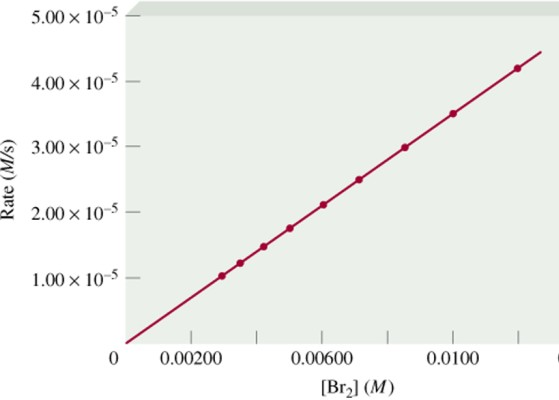 5.00 × 10⁻⁵
4.00 × 10⁻⁵
3.00 × 10⁻⁵
2.00 × 10⁻⁵
1.00 × 10⁻⁵
Rate (M/s)
0 0.00200 0.00600 0.0100
[Br₂] (M)